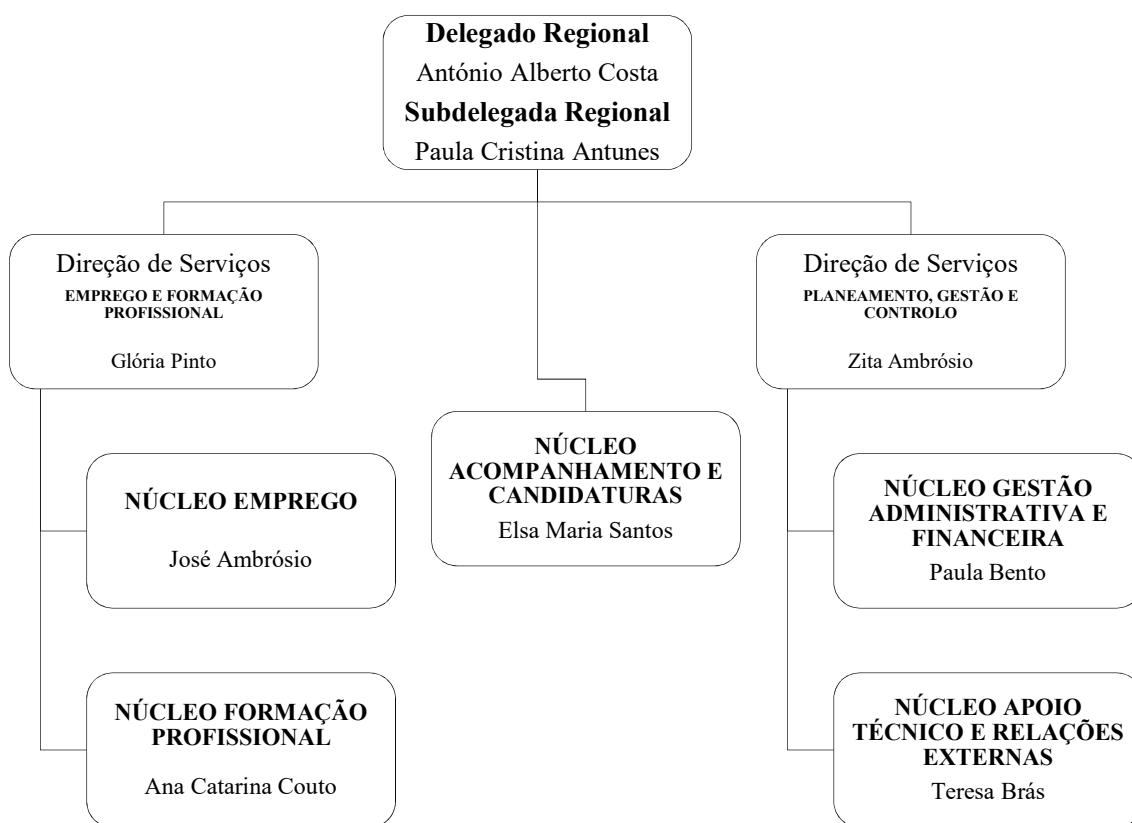 Delegado Regional
António Alberto Costa
Subdelegada Regional
Paula Cristina Antunes
Direção de Serviços
EMPREGO E FORMAÇÃO
PROFISSIONAL
Glória Pinto
Direção de Serviços
PLANEAMENTO, GESTÃO E
CONTROLO
Zita Ambrósio
NÚCLEO
ACOMPANHAMENTO E
CANDIDATURAS
Elsa Maria Santos
NÚCLEO EMPREGO
José Ambrósio
NÚCLEO GESTÃO
ADMINISTRATIVA E
FINANCEIRA
Paula Bento
NÚCLEO FORMAÇÃO
PROFISSIONAL
Ana Catarina Couto
NÚCLEO APOIO
TÉCNICO E RELAÇÕES
EXTERNAS
Teresa Brás